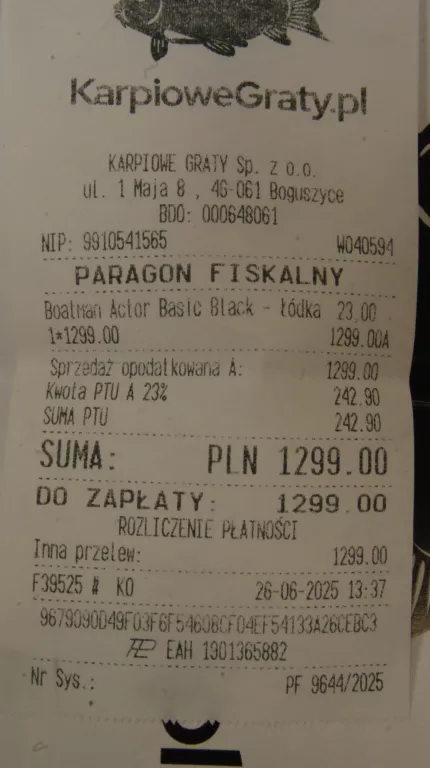 KarpioweGraty.pl
KARPIOWE GRATY Sp. z o.o.
ul. 1 Maja 8 , 46-061 Boguszyce
BDO: 000648061
NIP: 9910541565 W040594
PARAGON FISKALNY
Boatman Actor Basic Black - Łódka 23,00
1*1299.00 1299.00A
Sprzedaż opodatkowana A: 1299.00
Kwota PTU A 23% 242.90
SUMA PTU 242.90
SUMA: PLN 1299.00
DO ZAPŁATY: 1299.00
ROZLICZENIE PŁATNOŚCI
Inna przelew: 1299.00
F39525 # KO 26-06-2025 13:37
9679090D49F03F6F54608CF04EF54133A26CEBC3
EAH 1901365882
Nr Sys.: PF 9644/2025